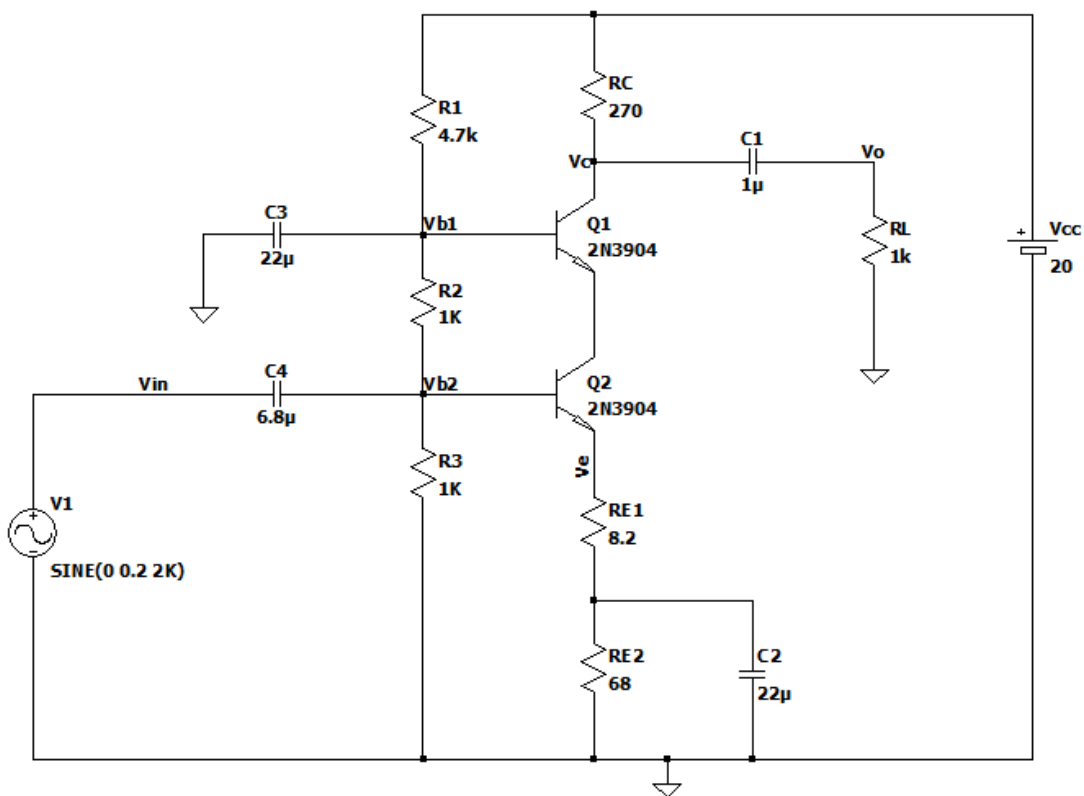 RC
270
R1
4.7k
C1
1µ
Vc
Vo
C3
22µ
Vb1
Q1
2N3904
RL
1k
Vcc
20
R2
1K
Vin
C4
6.8µ
Vb2
Q2
2N3904
R3
1K
Ve
V1
SINE(0 0.2 2K)
RE1
8.2
RE2
68
C2
22µ